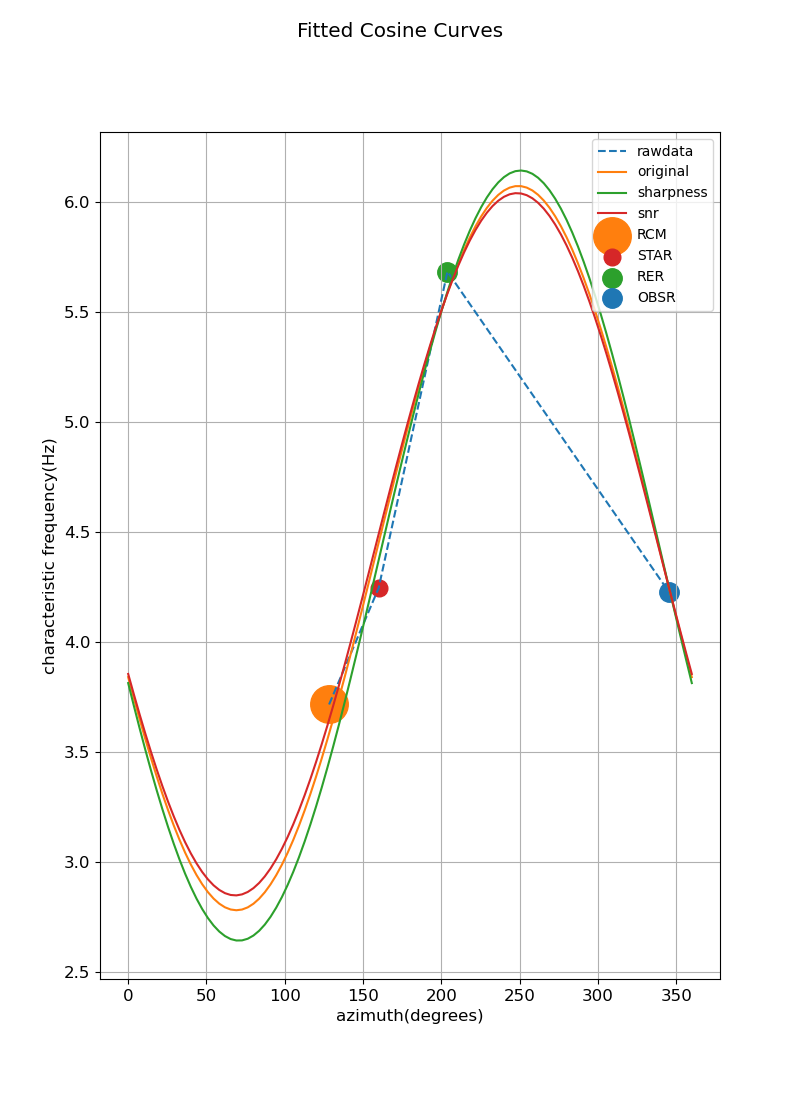 Fitted Cosine Curves
rawdata
original
sharpness
snr
RCM
STAR
RER
OBSR
6.0
5.5
5.0
4.5
4.0
3.5
3.0
2.5
characteristic frequency(Hz)
0 50 100 150 200 250 300 350
azimuth(degrees)